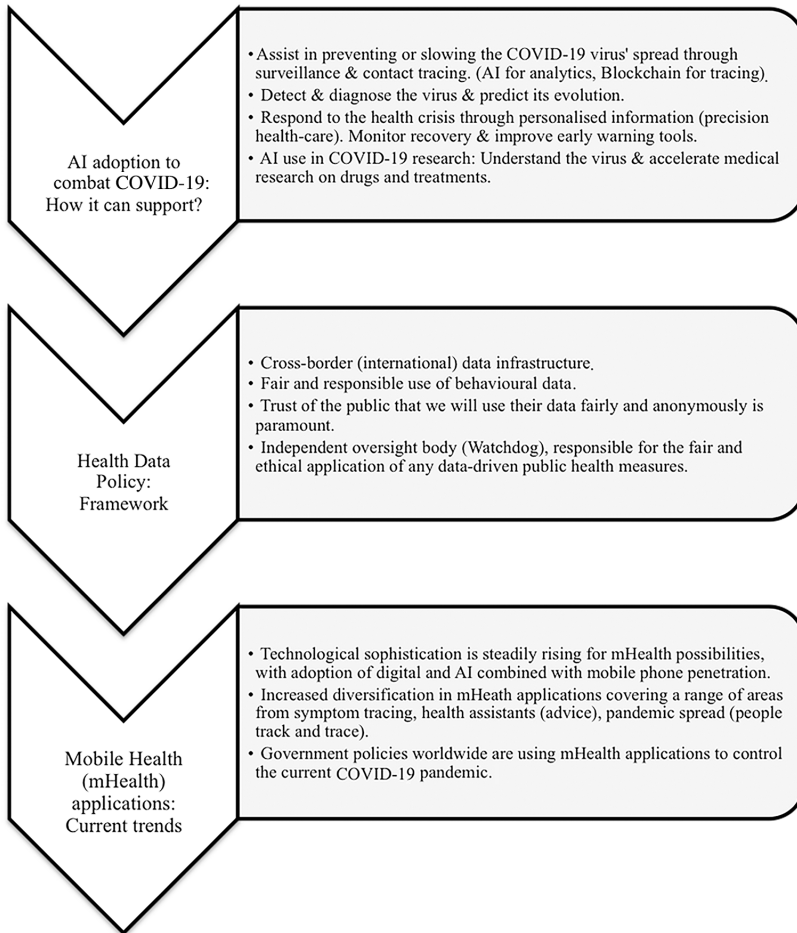 AI adoption to
combat COVID-19:
How it can support?
• Assist in preventing or slowing the COVID-19 virus' spread through
surveillance & contact tracing. (AI for analytics, Blockchain for tracing).
• Detect & diagnose the virus & predict its evolution.
• Respond to the health crisis through personalised information (precision
health-care). Monitor recovery & improve early warning tools.
• AI use in COVID-19 research: Understand the virus & accelerate medical
research on drugs and treatments.
Health Data
Policy:
Framework
• Cross-border (international) data infrastructure.
• Fair and responsible use of behavioural data.
• Trust of the public that we will use their data fairly and anonymously is
paramount.
• Independent oversight body (Watchdog), responsible for the fair and
ethical application of any data-driven public health measures.
Mobile Health
(mHealth)
applications:
Current trends
• Technological sophistication is steadily rising for mHealth possibilities,
with adoption of digital and AI combined with mobile phone penetration.
• Increased diversification in mHeath applications covering a range of areas
from symptom tracing, health assistants (advice), pandemic spread (people
track and trace).
• Government policies worldwide are using mHealth applications to control
the current COVID-19 pandemic.